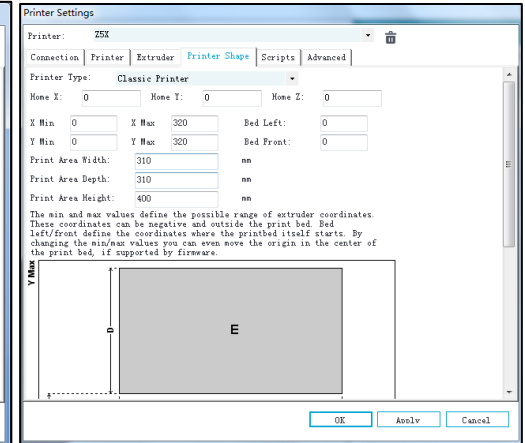 Printer Settings
Printer: Z5X
Connection Printer Extruder Printer Shape Scripts Advanced
Printer Type: Classic Printer
Home X: 0 Home Y: 0 Home Z: 0
X Min 0 X Max 320 Bed Left: 0
Y Min 0 Y Max 320 Bed Front: 0
Print Area Width: 310 mm
Print Area Depth: 310 mm
Print Area Height: 400 mm
The min and max values define the possible range of extruder coordinates.
These coordinates can be negative and outside the print bed. Bed
left/front define the coordinates where the printbed itself starts. By
changing the min/max values you can even move the origin in the center of
the print bed, if supported by firmware.
Y Max
D
E
OK Apply Cancel